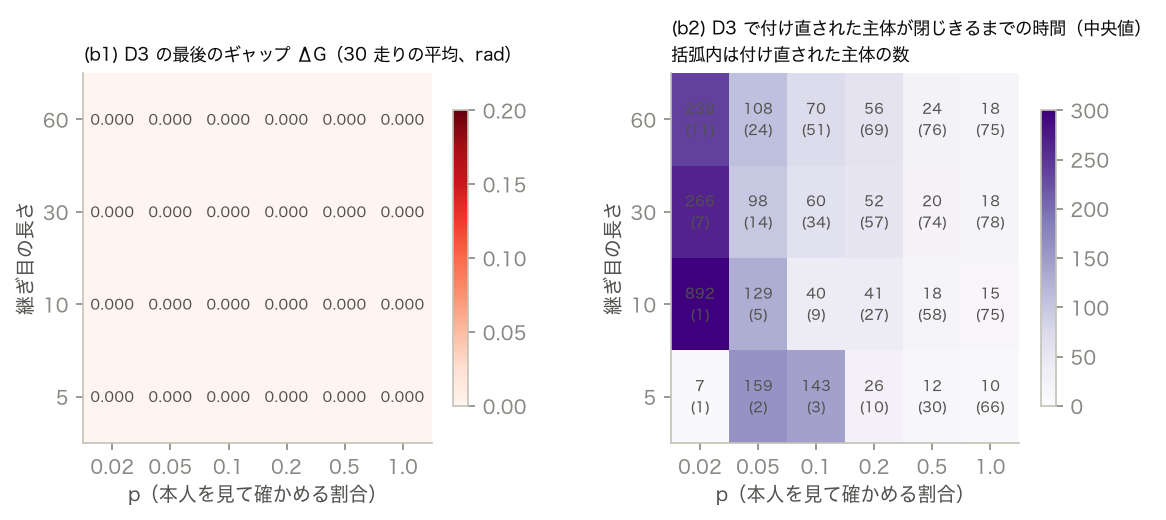 (b1) D3 の最後のギャップ ΔG（30 走りの平均、rad）
60
0.000 0.000 0.000 0.000 0.000 0.000
30
0.000 0.000 0.000 0.000 0.000 0.000
10
0.000 0.000 0.000 0.000 0.000 0.000
5
0.000 0.000 0.000 0.000 0.000 0.000
継ぎ目の長さ
0.02 0.05 0.1 0.2 0.5 1.0
p（本人を見て確かめる割合）
0.20
0.15
0.10
0.05
0.00
(b2) D3 で付け直された主体が閉じきるまでの時間（中央値）
括弧内は付け直された主体の数
60
108 70 56 24 18
(24) (51) (69) (76) (75)
30
266 98 60 52 20 18
(7) (14) (34) (57) (74) (78)
10
892 129 40 41 18 15
(1) (5) (9) (27) (58) (75)
5
7 159 143 26 12 10
(1) (2) (3) (10) (30) (66)
継ぎ目の長さ
0.02 0.05 0.1 0.2 0.5 1.0
p（本人を見て確かめる割合）
300
250
200
150
100
50
0